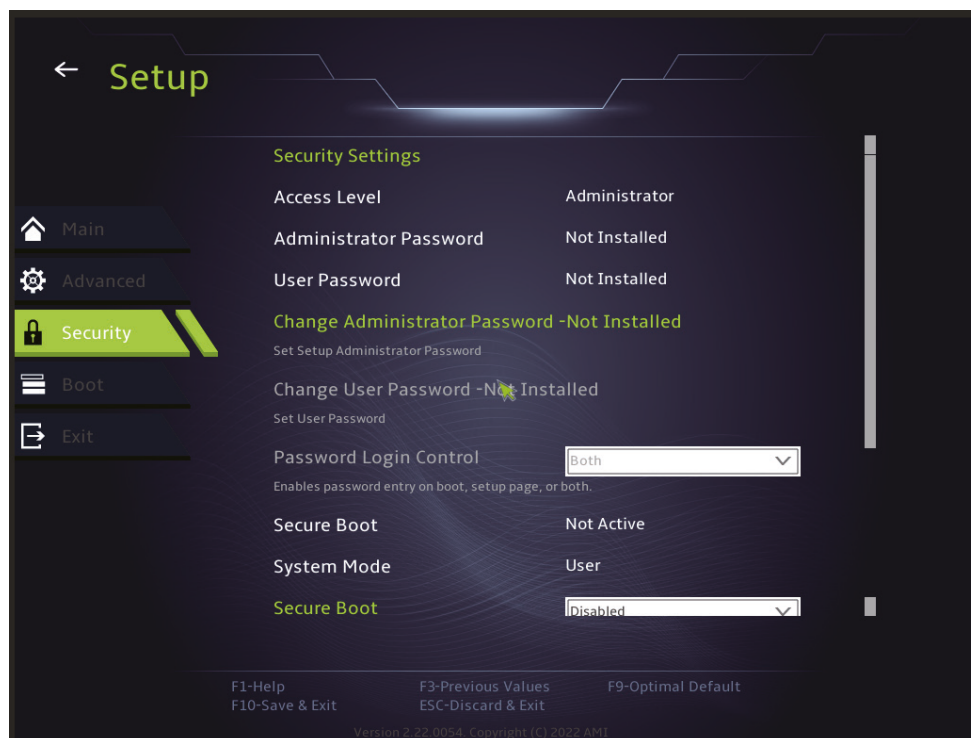 Setup
Main
Advanced
Security
Boot
Exit
Security Settings
Access Level Administrator
Administrator Password Not Installed
User Password Not Installed
Change Administrator Password -Not Installed
Set Setup Administrator Password
Change User Password -Not Installed
Set User Password
Password Login Control Both
Enables password entry on boot, setup page, or both.
Secure Boot Not Active
System Mode User
Secure Boot Disabled
F1-Help F3-Previous Values F9-Optimal Default
F10-Save & Exit ESC-Discard & Exit
Version 2.22.0054. Copyright (C) 2022 AMI